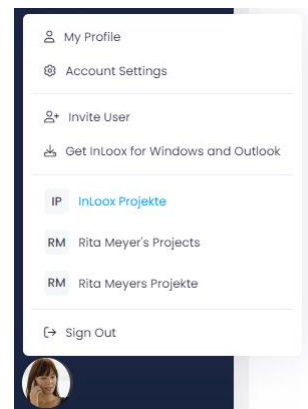 My Profile
Account Settings
Invite User
Get InLoox for Windows and Outlook
IP InLoox Projekte
RM Rita Meyer's Projects
RM Rita Meyers Projekte
Sign Out